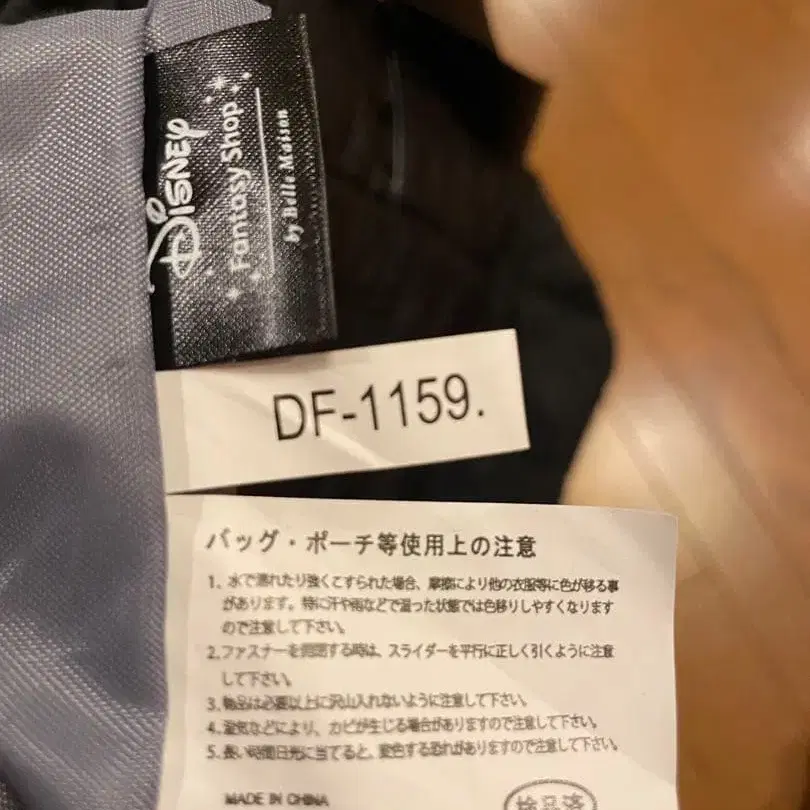 Disney
Fantasy Shop
by Belle Maison
DF-1159.
バッグ・ポーチ等使用上の注意
1. 水で濡れたり強くこすられた場合、摩擦により他の衣服等に色が移る事
があります。特に汗や雨などで湿った状態では色移りしやすくなります
ので注意して下さい。
2.ファスナーを開閉する時は、スライダーを平行に正しく引くように注意
して下さい。
3. 物品は必要以上に沢山入れないように注意して下さい。
4. 湿気などにより、カビが生じる場合がありますので注意して下さい。
5. 長い時間日光に当てると、変色する恐れがありますので注意して下さい。
MADE IN CHINA
検品済